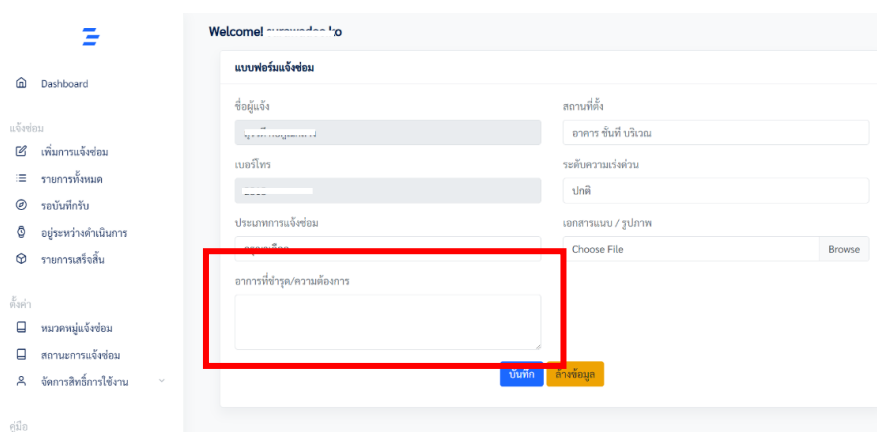 Welcome! ko
Dashboard
แจ้งซ่อม
เพิ่มการแจ้งซ่อม
รายการทั้งหมด
รอบันทึกรับ
อยู่ระหว่างดำเนินการ
รายการเสร็จสิ้น
ตั้งค่า
หมวดหมู่แจ้งซ่อม
สถานะการแจ้งซ่อม
จัดการสิทธิ์การใช้งาน
คู่มือ
แบบฟอร์มแจ้งซ่อม
ชื่อผู้แจ้ง
สถานที่ตั้ง
อาคาร ชั้นที่ บริเวณ
เบอร์โทร
ระดับความเร่งด่วน
ปกติ
ประเภทการแจ้งซ่อม
เอกสารแนบ / รูปภาพ
Choose File
Browse
อาการที่ชำรุด/ความต้องการ
บันทึก
ล้างข้อมูล